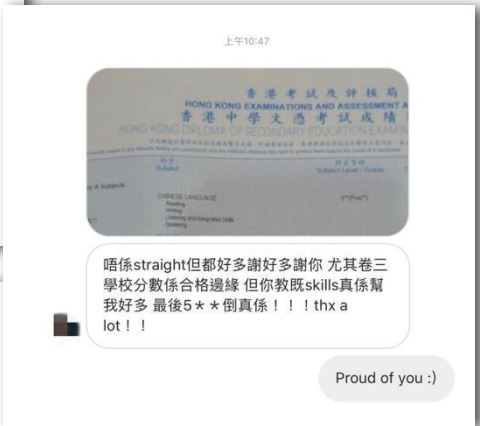 上午10:47
香港考試及評核局
HONG KONG EXAMINATIONS AND ASSESSMENT A
香港中學文憑考試成績
HONG KONG DIPLOMA OF SECONDARY EDUCATION EXAMIN
科目
Subject
Subject Level / Grade
ry A Subjects
CHINESE LANGUAGE
Reading
Writing
Listening and Integrated Skills
Speaking
唔係straight但都好多謝好多謝你 尤其卷三
學校分數係合格邊緣 但你教既skills真係幫
我好多 最後5＊＊倒真係！！！thx a
lot！！
Proud of you :)